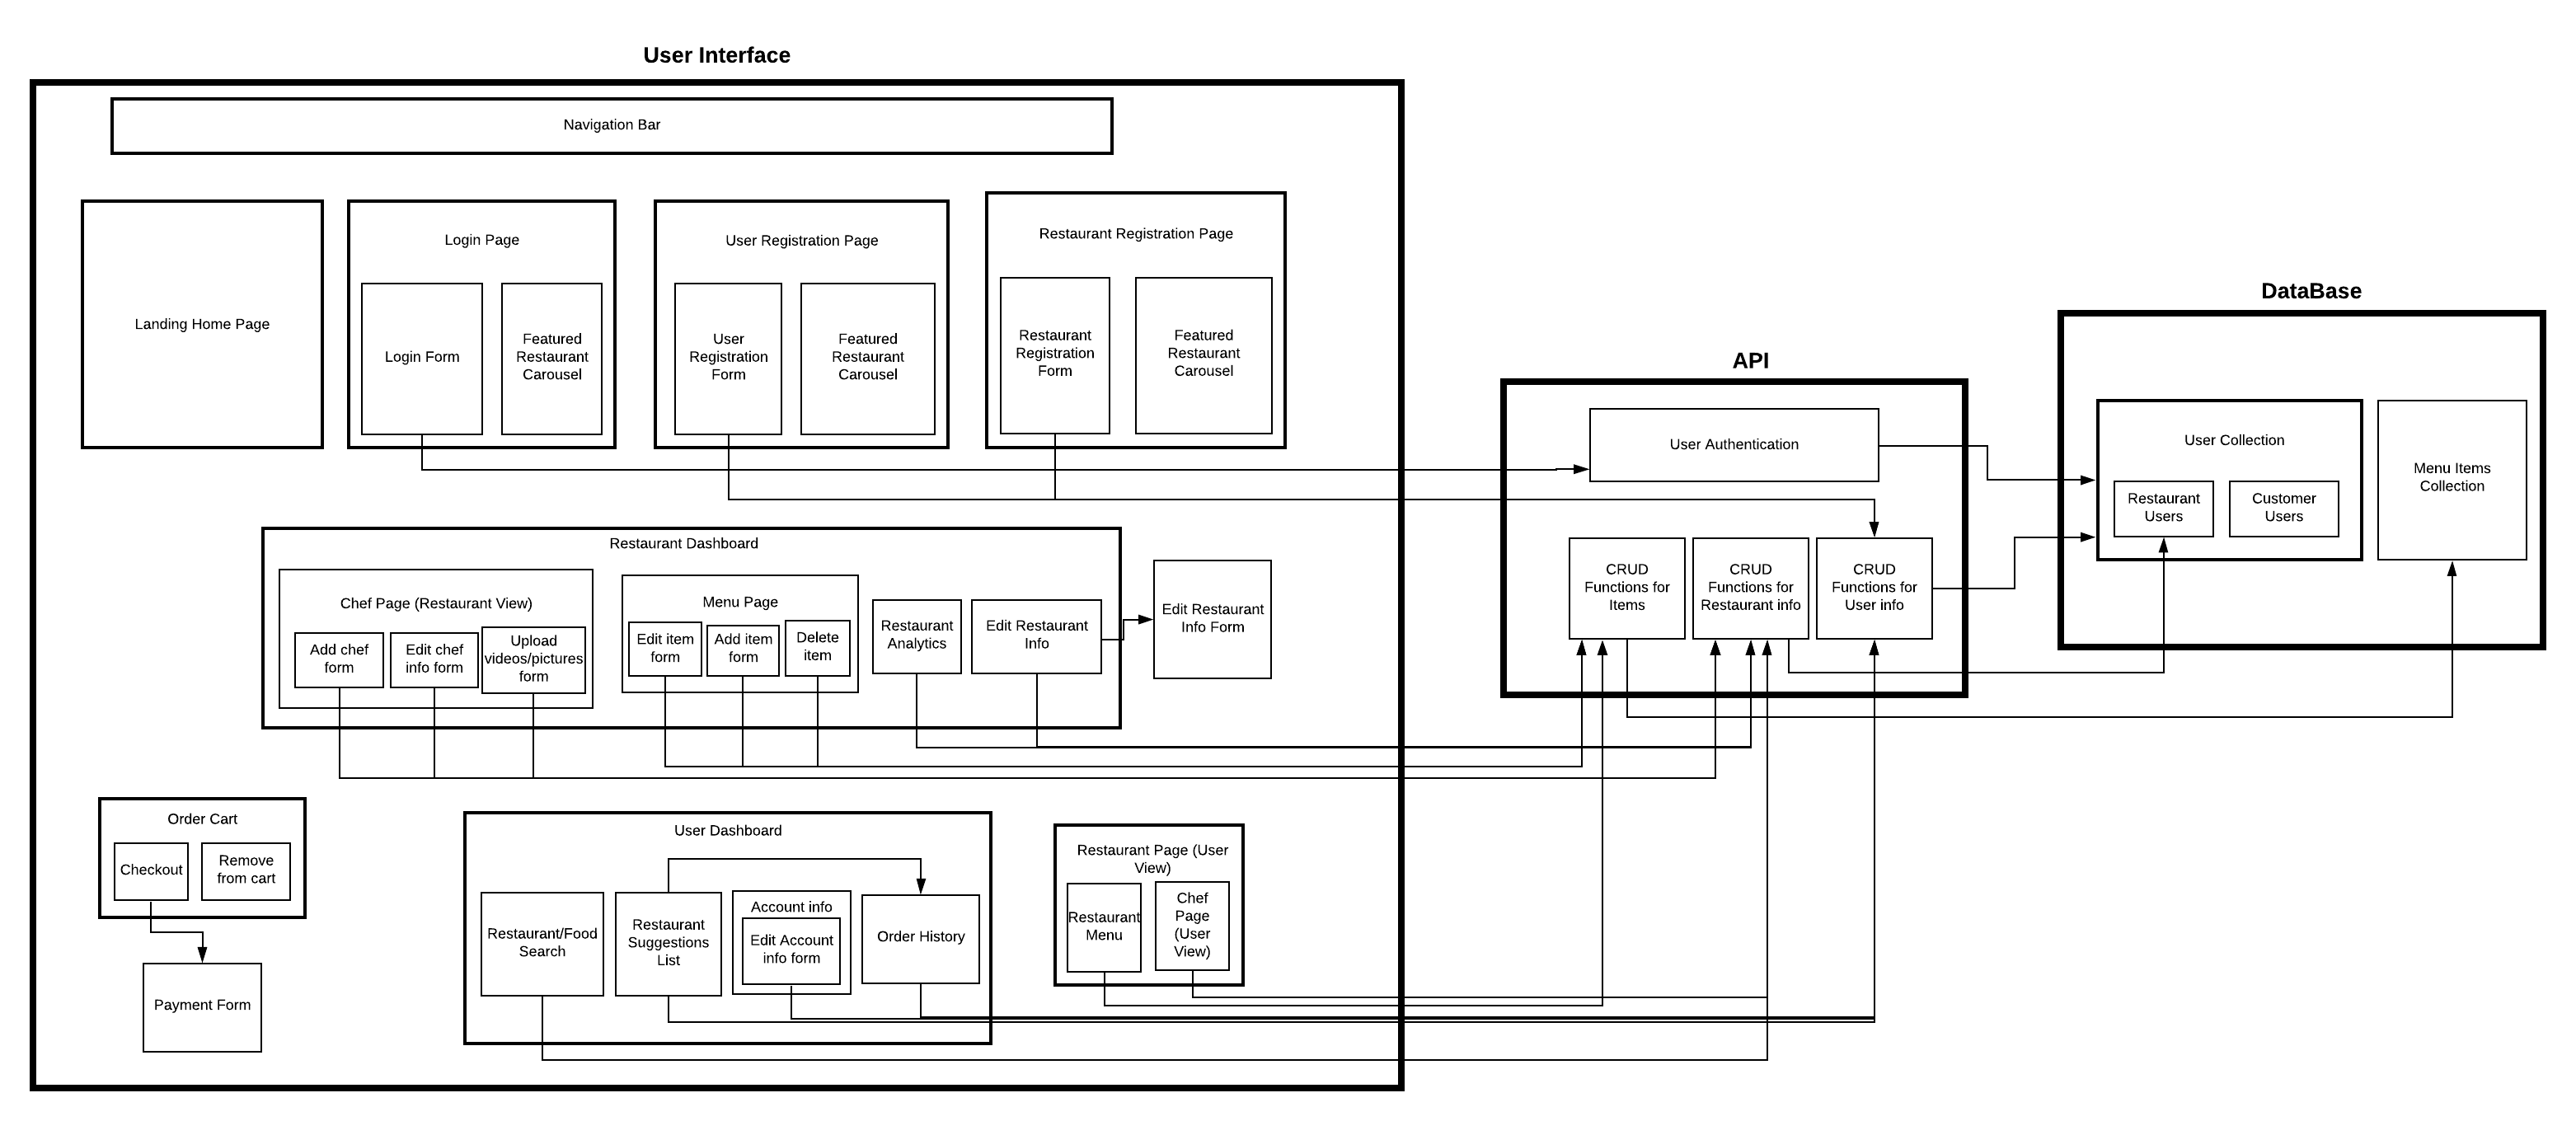 User Interface
Navigation Bar
Landing Home Page
Login Page
Login Form
Featured
Restaurant
Carousel
User Registration Page
User
Registration
Form
Featured
Restaurant
Carousel
Restaurant Registration Page
Restaurant
Registration
Form
Featured
Restaurant
Carousel
Restaurant Dashboard
Chef Page (Restaurant View)
Add chef
form
Edit chef
info form
Upload
videos/pictures
form
Menu Page
Edit item
form
Add item
form
Delete
item
Restaurant
Analytics
Edit Restaurant
Info
Edit Restaurant
Info Form
Order Cart
Checkout
Remove
from cart
Payment Form
User Dashboard
Restaurant/Food
Search
Restaurant
Suggestions
List
Account info
Edit Account
info form
Order History
Restaurant Page (User
View)
Restaurant
Menu
Chef
Page
(User
View)
API
User Authentication
CRUD
Functions for
Items
CRUD
Functions for
Restaurant info
CRUD
Functions for
User info
DataBase
User Collection
Restaurant
Users
Customer
Users
Menu Items
Collection